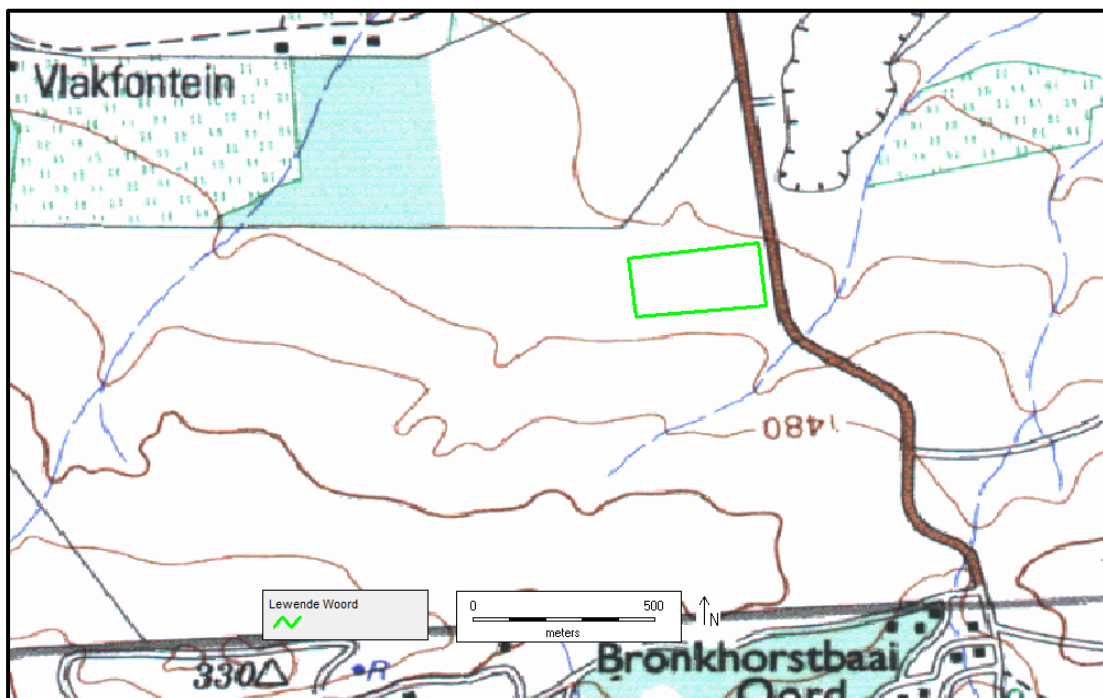 Vlakfontein
1480
Lewende Woord
0 500
meters
N
Bronkhorstbaai
Oord
330
R